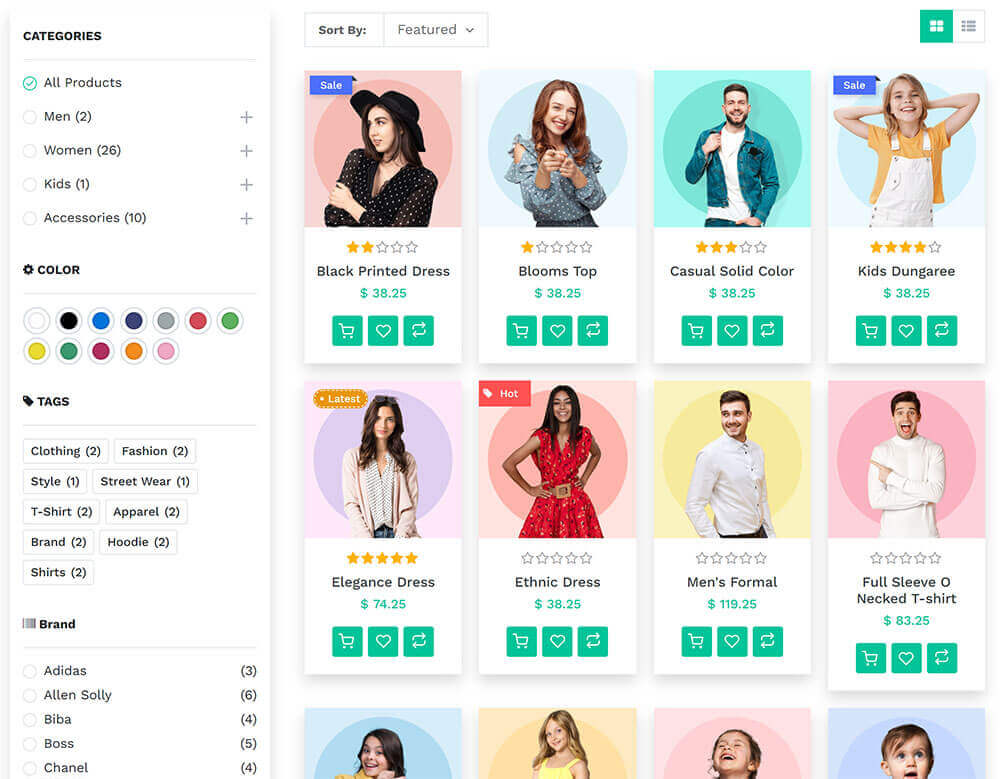 CATEGORIES
All Products
Men (2)
Women (26)
Kids (1)
Accessories (10)
COLOR
TAGS
Clothing (2)
Fashion (2)
Style (1)
Street Wear (1)
T-Shirt (2)
Apparel (2)
Brand (2)
Hoodie (2)
Shirts (2)
Brand
Adidas (3)
Allen Solly (6)
Biba (4)
Boss (5)
Chanel (4)
Sort By: Featured
Sale
Black Printed Dress
$ 38.25
Blooms Top
$ 38.25
Casual Solid Color
$ 38.25
Sale
Kids Dungaree
$ 38.25
Latest
Elegance Dress
$ 74.25
Hot
Ethnic Dress
$ 38.25
Men's Formal
$ 119.25
Full Sleeve O
Necked T-shirt
$ 83.25